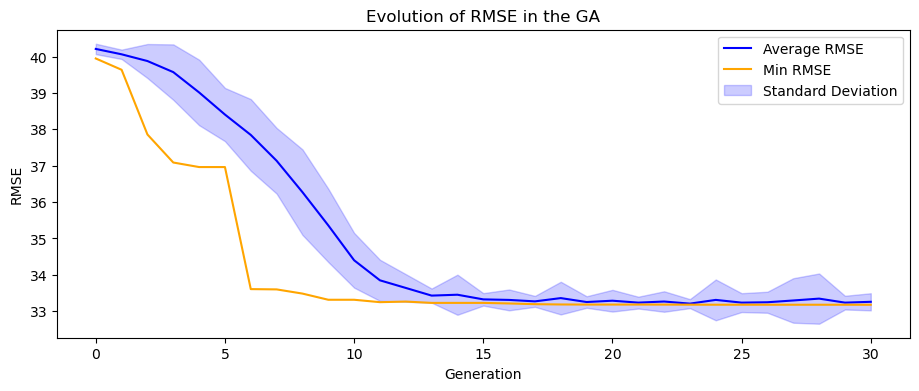 Evolution of RMSE in the GA
Average RMSE
Min RMSE
Standard Deviation
40
39
38
37
36
35
34
33
RMSE
0 5 10 15 20 25 30
Generation